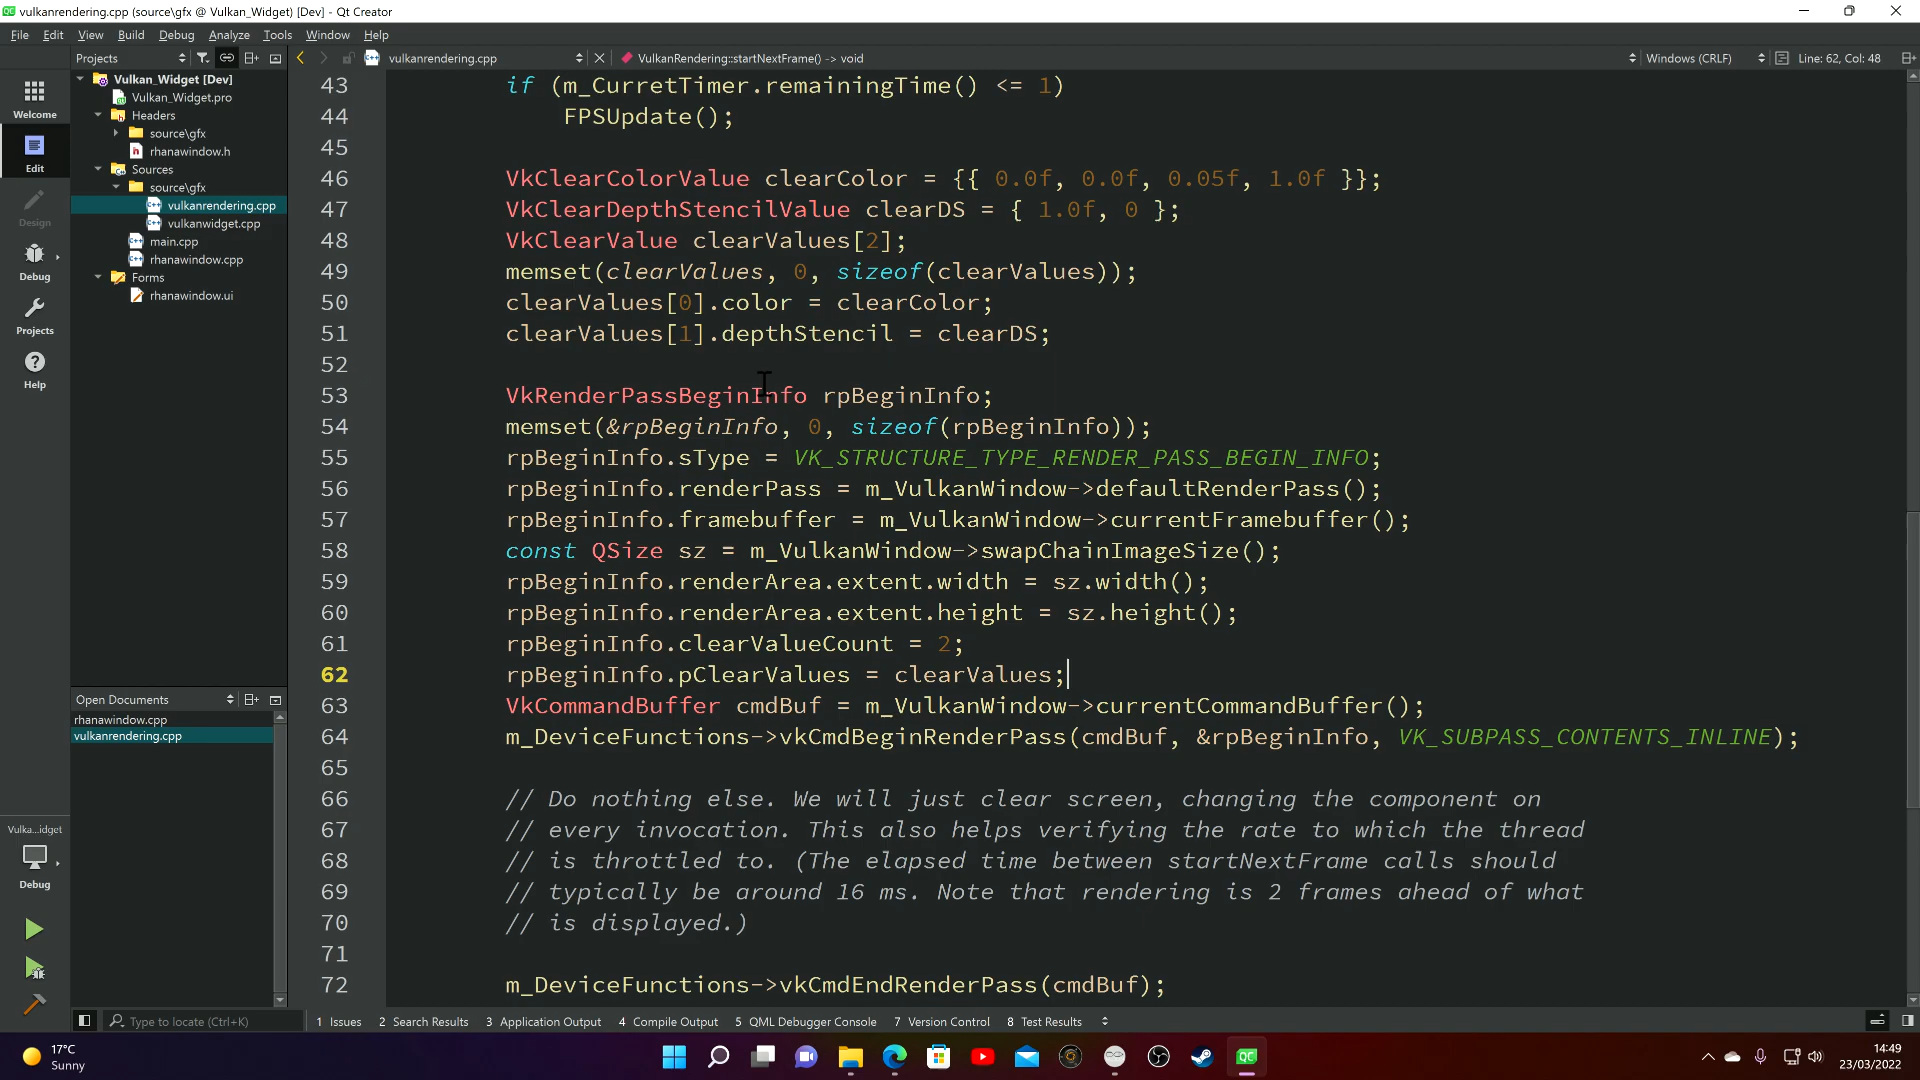 vulkanrendering.cpp (source\gfx @ Vulkan_Widget) [Dev] - Qt Creator
File Edit View Build Debug Analyze Tools Window Help
Projects
vulkanrendering.cpp
VulkanRendering::startNextFrame() -> void
Windows (CRLF)
Line: 62, Col: 48
Welcome
Edit
Design
Debug
Projects
Help
Vulkan_Widget [Dev]
Vulkan_Widget.pro
Headers
source\gfx
rhanawindow.h
Sources
source\gfx
vulkanrendering.cpp
vulkanwidget.cpp
main.cpp
rhanawindow.cpp
Forms
rhanawindow.ui
Open Documents
rhanawindow.cpp
vulkanrendering.cpp
Vulka...idget
Debug
43 if (m_CurretTimer.remainingTime() <= 1)
44 FPSUpdate();
45
46 VkClearColorValue clearColor = {{ 0.0f, 0.0f, 0.05f, 1.0f }};
47 VkClearDepthStencilValue clearDS = { 1.0f, 0 };
48 VkClearValue clearValues[2];
49 memset(clearValues, 0, sizeof(clearValues));
50 clearValues[0].color = clearColor;
51 clearValues[1].depthStencil = clearDS;
52
53 VkRenderPassBeginInfo rpBeginInfo;
54 memset(&rpBeginInfo, 0, sizeof(rpBeginInfo));
55 rpBeginInfo.sType = VK_STRUCTURE_TYPE_RENDER_PASS_BEGIN_INFO;
56 rpBeginInfo.renderPass = m_VulkanWindow->defaultRenderPass();
57 rpBeginInfo.framebuffer = m_VulkanWindow->currentFramebuffer();
58 const QSize sz = m_VulkanWindow->swapChainImageSize();
59 rpBeginInfo.renderArea.extent.width = sz.width();
60 rpBeginInfo.renderArea.extent.height = sz.height();
61 rpBeginInfo.clearValueCount = 2;
62 rpBeginInfo.pClearValues = clearValues;
63 VkCommandBuffer cmdBuf = m_VulkanWindow->currentCommandBuffer();
64 m_DeviceFunctions->vkCmdBeginRenderPass(cmdBuf, &rpBeginInfo, VK_SUBPASS_CONTENTS_INLINE);
65
66 // Do nothing else. We will just clear screen, changing the component on
67 // every invocation. This also helps verifying the rate to which the thread
68 // is throttled to. (The elapsed time between startNextFrame calls should
69 // typically be around 16 ms. Note that rendering is 2 frames ahead of what
70 // is displayed.)
71
72 m_DeviceFunctions->vkCmdEndRenderPass(cmdBuf);
Type to locate (Ctrl+K)
1 Issues 2 Search Results 3 Application Output 4 Compile Output 5 QML Debugger Console 7 Version Control 8 Test Results
17°C
Sunny
QC
14:49
23/03/2022